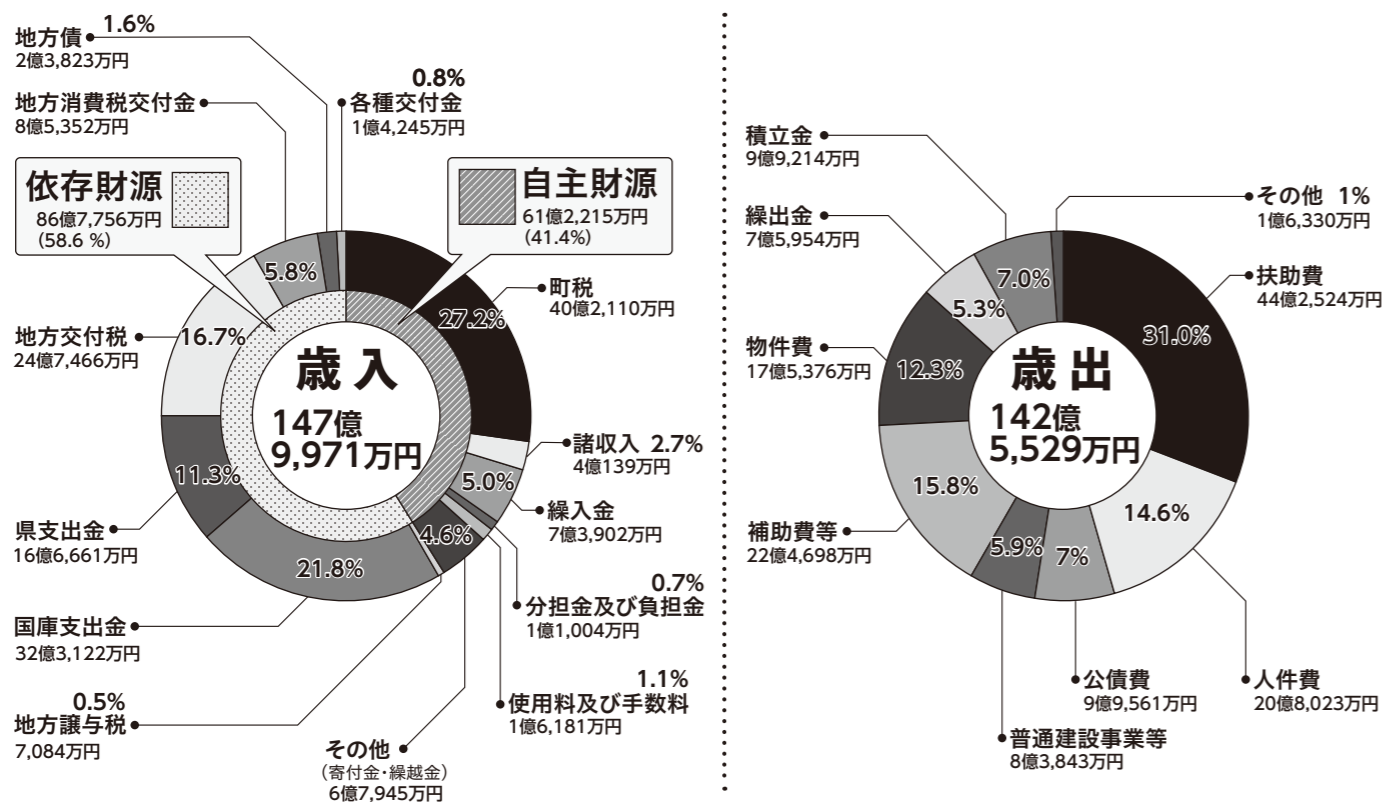 1.6%
地方債
2億3,823万円
0.8%
地方消費税交付金
8億5,352万円
各種交付金
1億4,245万円
依存財源
86億7,756万円
(58.6 %)
自主財源
61億2,215万円
(41.4%)
5.8%
町税
40億2,110万円
27.2%
16.7%
地方交付税
24億7,466万円
歳入
147億
9,971万円
諸収入 2.7%
4億139万円
5.0%
繰入金
7億3,902万円
11.3%
県支出金
16億6,661万円
4.6%
21.8%
0.7%
分担金及び負担金
1億1,004万円
国庫支出金
32億3,122万円
1.1%
使用料及び手数料
1億6,181万円
0.5%
地方譲与税
7,084万円
その他
（寄付金・繰越金）
6億7,945万円
積立金
9億9,214万円
その他 1%
1億6,330万円
繰出金
7億5,954万円
7.0%
扶助費
44億2,524万円
5.3%
31.0%
物件費
17億5,376万円
12.3%
歳出
142億
5,529万円
15.8%
14.6%
補助費等
22億4,698万円
5.9%
7%
公債費
9億9,561万円
人件費
20億8,023万円
普通建設事業等
8億3,843万円